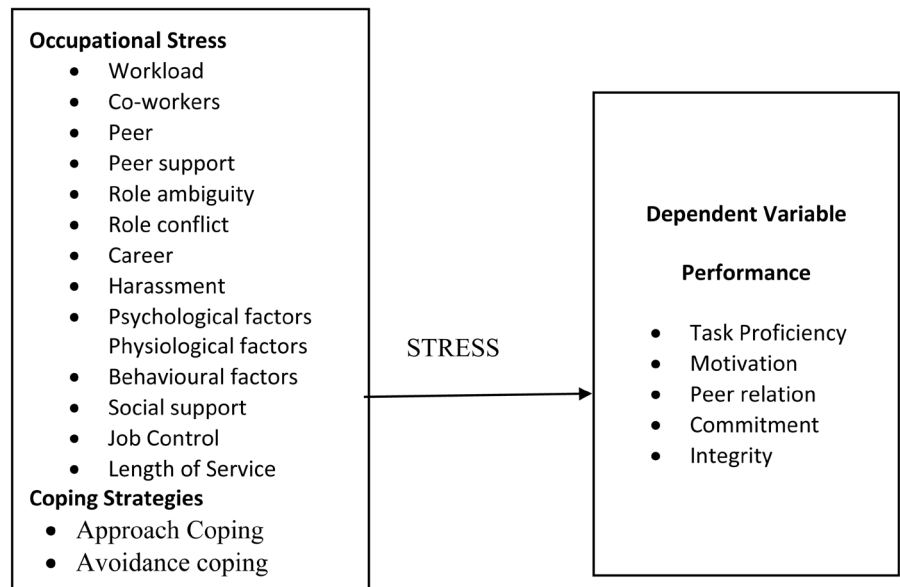 Occupational Stress
• Workload
• Co-workers
• Peer
• Peer support
• Role ambiguity
• Role conflict
• Career
• Harassment
• Psychological factors
Physiological factors
• Behavioural factors
• Social support
• Job Control
• Length of Service
Coping Strategies
• Approach Coping
• Avoidance coping
STRESS
Dependent Variable
Performance
• Task Proficiency
• Motivation
• Peer relation
• Commitment
• Integrity